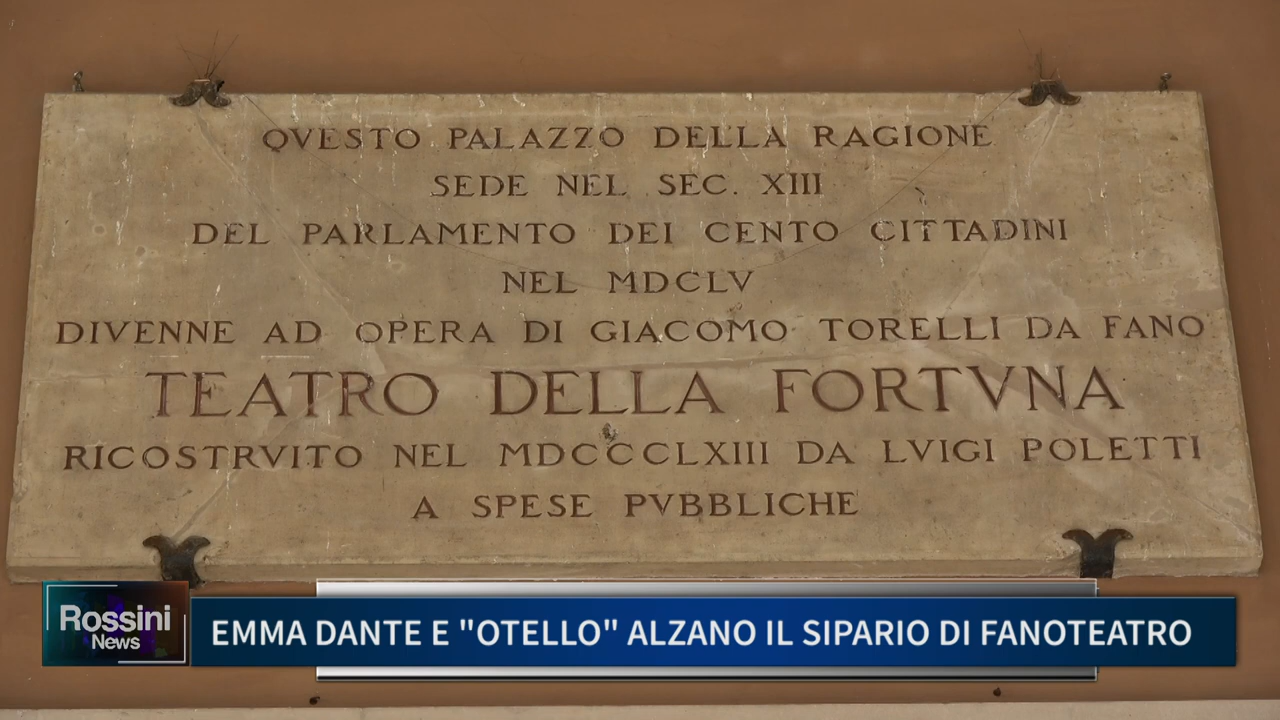 QVESTO PALAZZO DELLA RAGIONE
SEDE NEL SEC. XIII
DEL PARLAMENTO DEI CENTO CITTADINI
NEL MDCLV
DIVENNE AD OPERA DI GIACOMO TORELLI DA FANO
TEATRO DELLA FORTVNA
RICOSTRVITO NEL MDCCCLXIII DA LVIGI POLETTI
A SPESE PVBBLICHE
Rossini
News
EMMA DANTE E "OTELLO" ALZANO IL SIPARIO DI FANOTEATRO